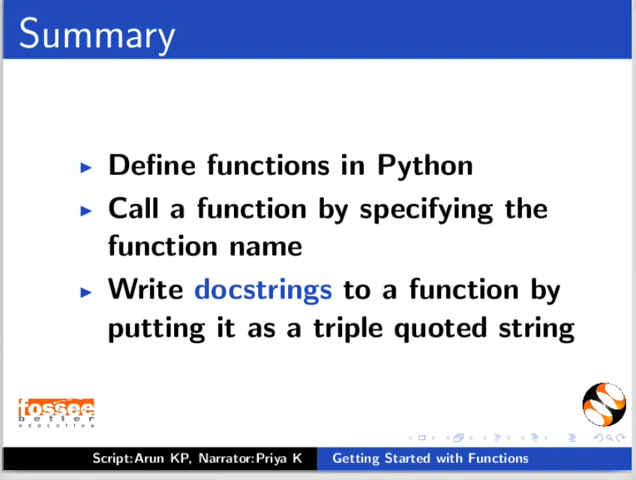 Summary
Define functions in Python
Call a function by specifying the
function name
Write docstrings to a function by
putting it as a triple quoted string
fossee
better
education
Script:Arun KP, Narrator:Priya K
Getting Started with Functions